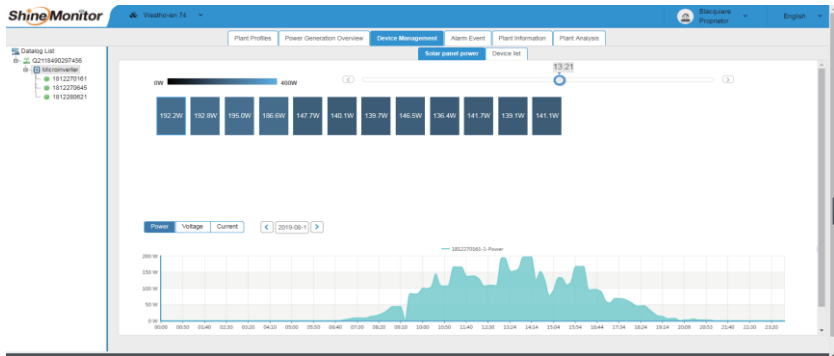 ShineMonitor
Westhoven 74
Blacquiere
Proprietor
English
Plant Profiles
Power Generation Overview
Device Management
Alarm Event
Plant Information
Plant Analysis
Solar panel power
Device list
Datalog List
Q2118490297456
Microinverter
1812270161
1812270645
1812280621
13:21
0W
400W
192.2W 192.8W 195.0W 186.6W 147.7W 140.1W 139.7W 146.5W 136.4W 141.7W 139.1W 141.1W
Power
Voltage
Current
2019-08-1
1812270161-1-Power
200 W
150 W
100 W
50 W
0 W
00:00 00:50 01:40 02:30 03:20 04:10 05:00 05:50 06:40 07:30 08:20 09:10 10:00 10:50 11:40 12:30 13:24 14:14 15:04 15:54 16:44 17:34 18:24 19:14 20:09 20:53 21:40 22:30 23:20